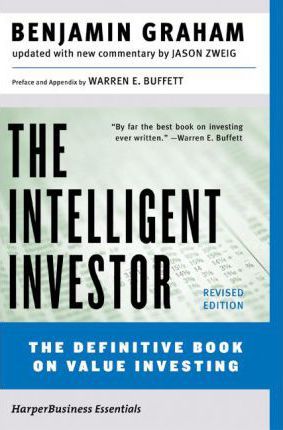 BENJAMIN GRAHAM
updated with new commentary by JASON ZWEIG
Preface and Appendix by WARREN E. BUFFETT
"By far the best book on investing
ever written." —Warren E. Buffett
THE
INTELLIGENT
INVESTOR
REVISED
EDITION
THE DEFINITIVE BOOK
ON VALUE INVESTING
HarperBusiness Essentials